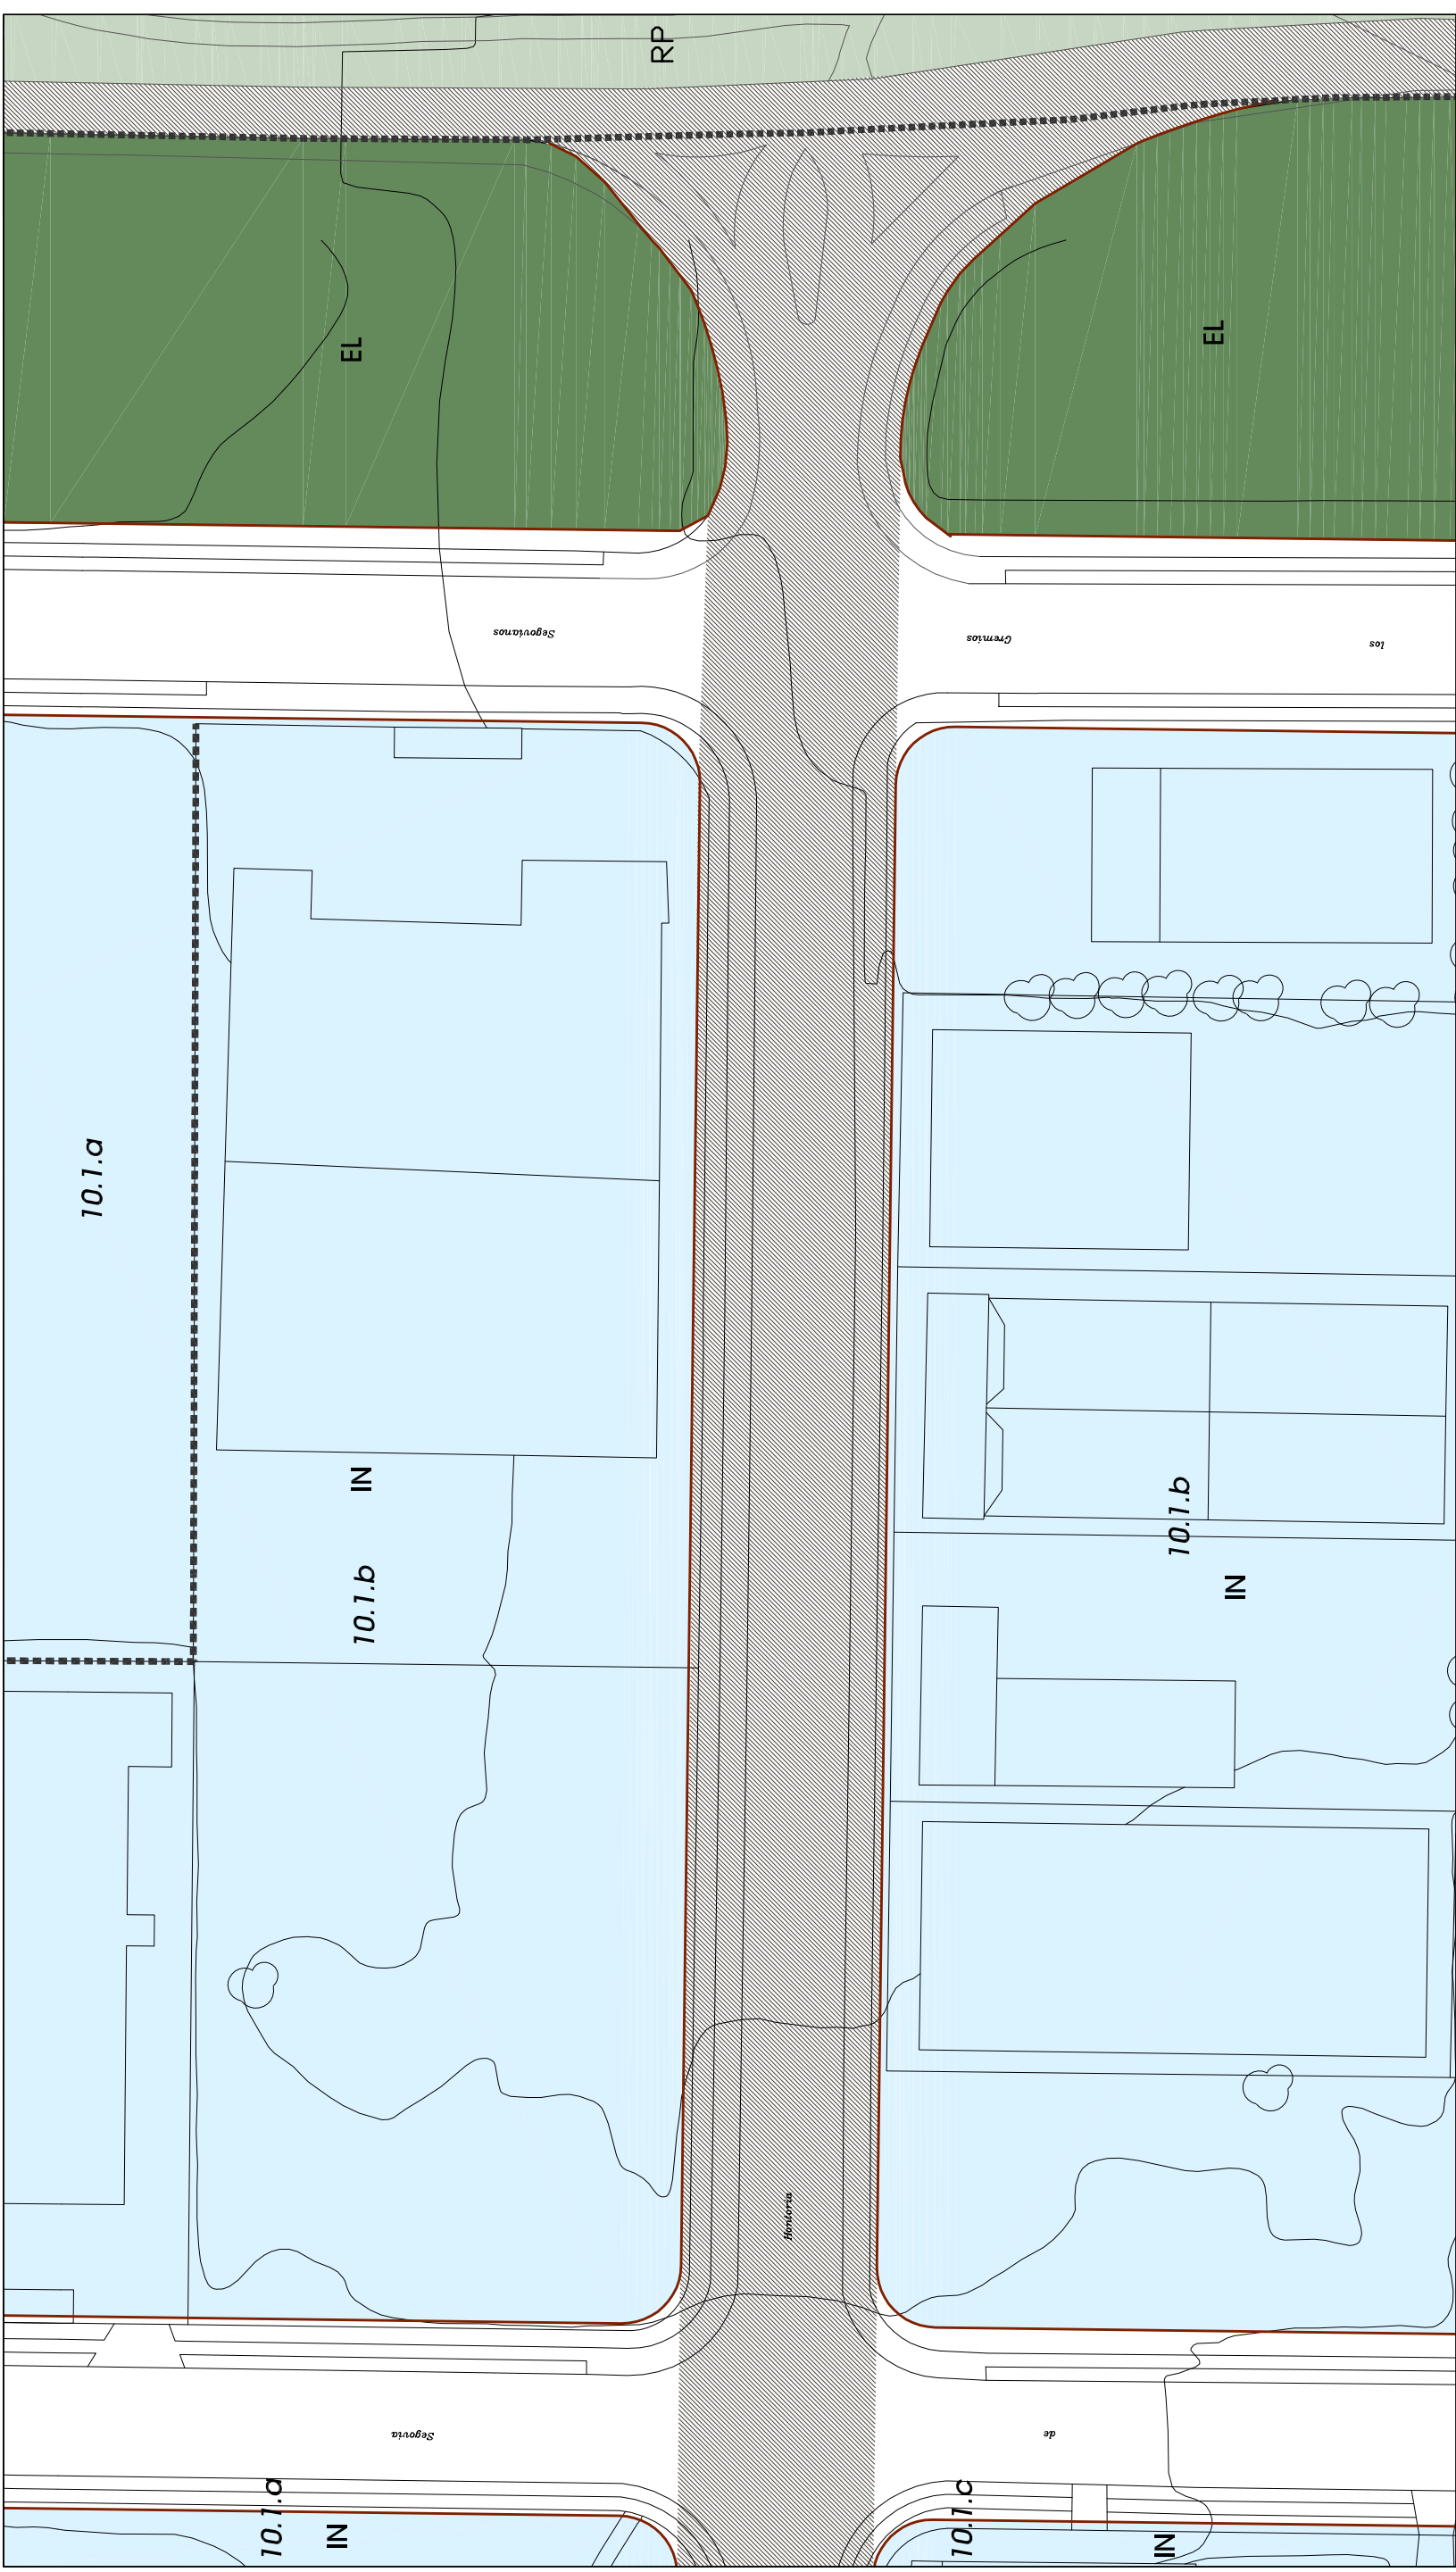 RP
EL
EL
Segovianos
Gremios
los
10.1.a
IN
10.1.b
10.1.b
IN
Hontoria
Segovia
de
10.1.a
IN
10.1.c
IN